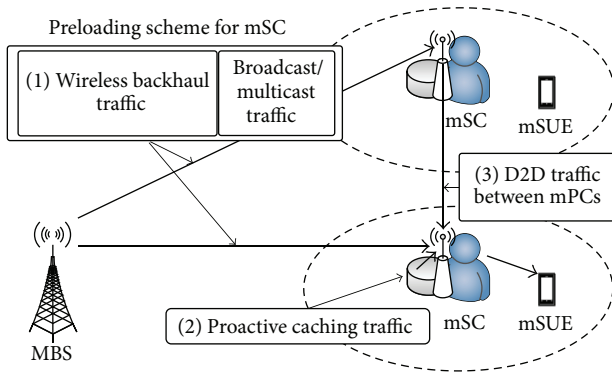 Preloading scheme for mSC
(1) Wireless backhaul
traffic
Broadcast/
multicast
traffic
mSC
mSUE
(3) D2D traffic
between mPCs
(2) Proactive caching traffic
mSC
mSUE
MBS